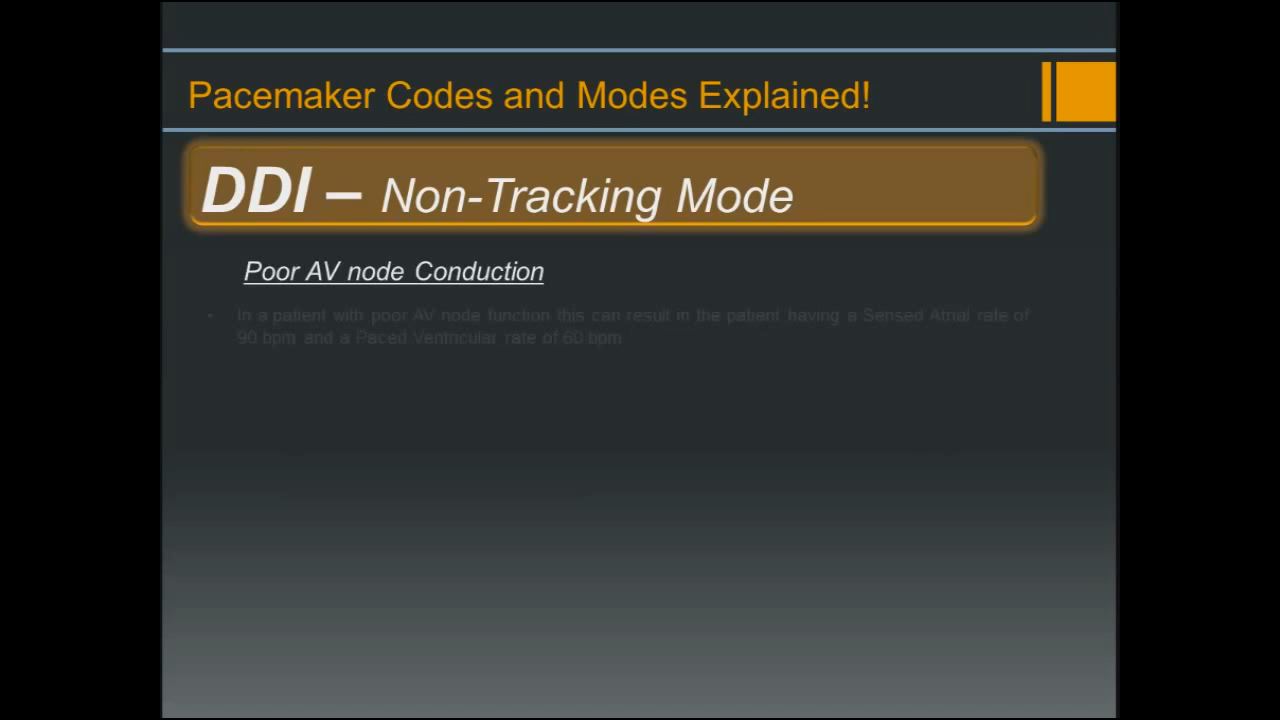 Pacemaker Codes and Modes Explained!
DDI – Non-Tracking Mode
Poor AV node Conduction
• In a patient with poor AV node function this can result in the patient having a Sensed Atrial rate of
90 bpm and a Paced Ventricular rate of 60 bpm